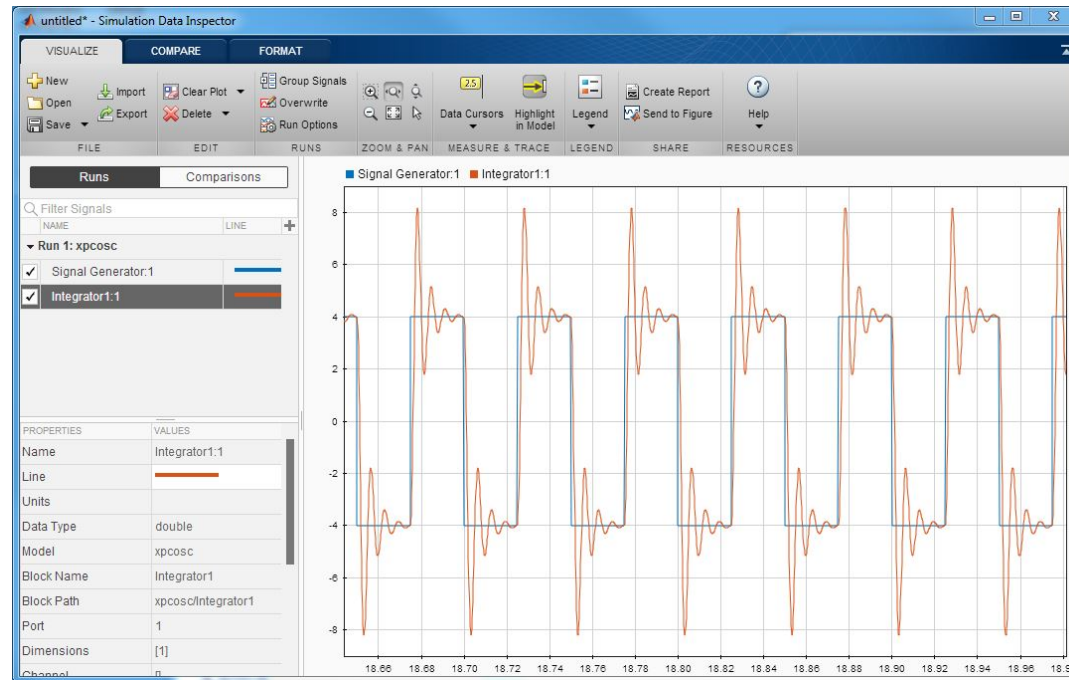 untitled* - Simulation Data Inspector
VISUALIZE
COMPARE
FORMAT
New
Open
Save
Import
Export
FILE
Clear Plot
Delete
EDIT
Group Signals
Overwrite
Run Options
RUNS
ZOOM & PAN
2.5
Data Cursors
Highlight
in Model
MEASURE & TRACE
Legend
LEGEND
Create Report
Send to Figure
SHARE
?
Help
RESOURCES
Runs
Comparisons
Filter Signals
NAME
LINE
Run 1: xpcosc
Signal Generator:1
Integrator1:1
PROPERTIES VALUES
Name Integrator1:1
Line
Units
Data Type double
Model xpcosc
Block Name Integrator1
Block Path xpcosc/Integrator1
Port 1
Dimensions [1]
Channel []
Signal Generator:1 Integrator1:1
8
6
4
2
0
-2
-4
-6
-8
18.66 18.68 18.70 18.72 18.74 18.76 18.78 18.80 18.82 18.84 18.86 18.88 18.90 18.92 18.94 18.96 18.9